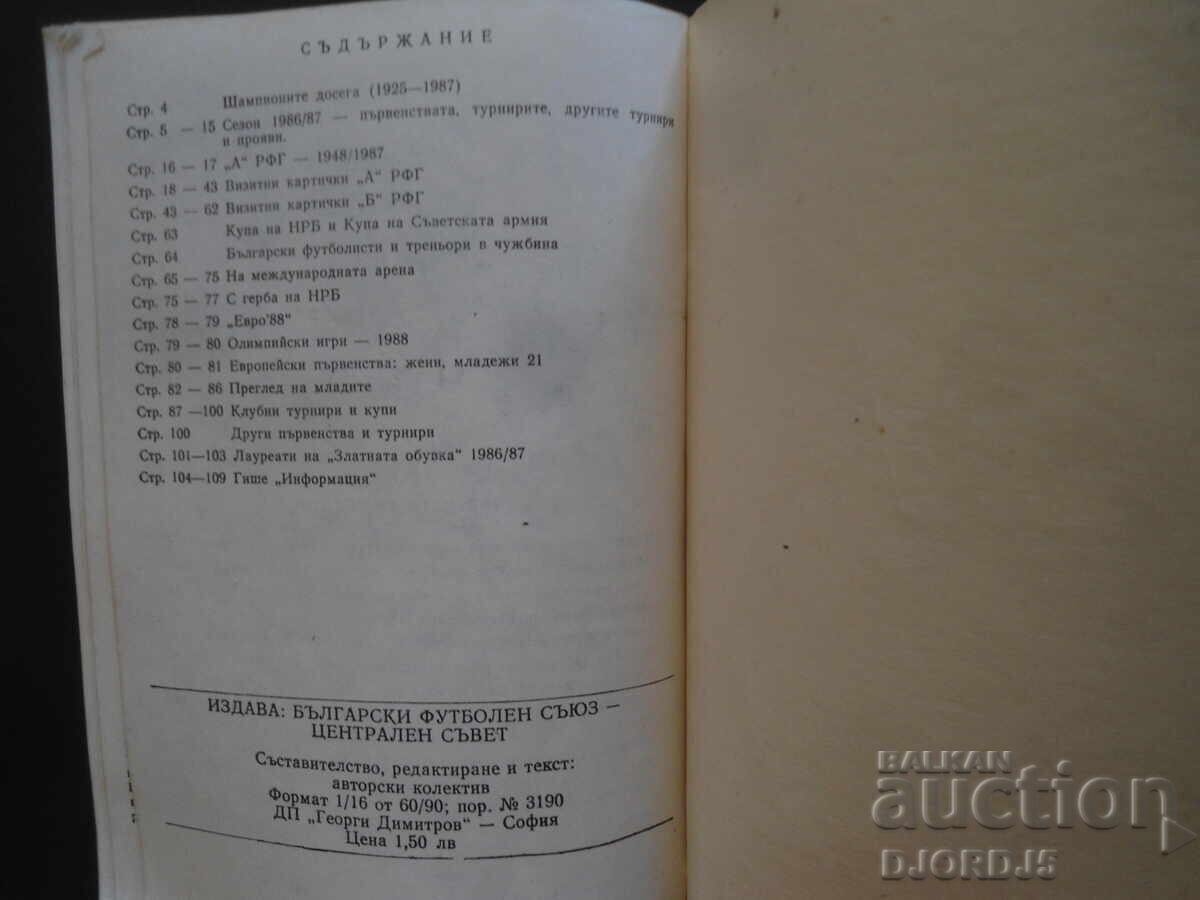 СЪДЪРЖАНИЕ
Стр. 4 Шампионите досега (1925—1987)
Стр. 5 — 15 Сезон 1986/87 — първенствата, турнирите, другите турнири
и прояви.
Стр. 16 — 17 „А“ РФГ — 1948/1987
Стр. 18 — 43 Визитни картички „А“ РФГ
Стр. 43 — 62 Визитни картички „Б“ РФГ
Стр. 63 Купа на НРБ и Купа на Съветската армия
Стр. 64 Български футболисти и треньори в чужбина
Стр. 65 — 75 На международната арена
Стр. 75 — 77 С герба на НРБ
Стр. 78 — 79 „Евро'88“
Стр. 79 — 80 Олимпийски игри — 1988
Стр. 80 — 81 Европейски първенства: жени, младежи 21
Стр. 82 — 86 Преглед на младите
Стр. 87 —100 Клубни турнири и купи
Стр. 100 Други първенства и турнири
Стр. 101—103 Лауреати на „Златната обувка“ 1986/87
Стр. 104—109 Гише „Информация“
ИЗДАВА: БЪЛГАРСКИ ФУТБОЛЕН СЪЮЗ —
ЦЕНТРАЛЕН СЪВЕТ
Съставителство, редактиране и текст:
авторски колектив
Формат 1/16 от 60/90; пор. № 3190
ДП „Георги Димитров“ — София
Цена 1,50 лв
BALKAN
auction
DJORDJ5